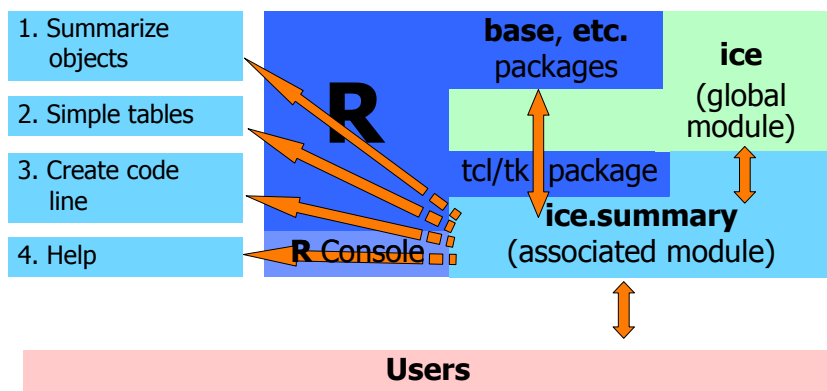 1. Summarize
objects
2. Simple tables
3. Create code
line
4. Help
R
R Console
base, etc.
packages
ice
(global
module)
tcl/tk package
ice.summary
(associated module)
Users